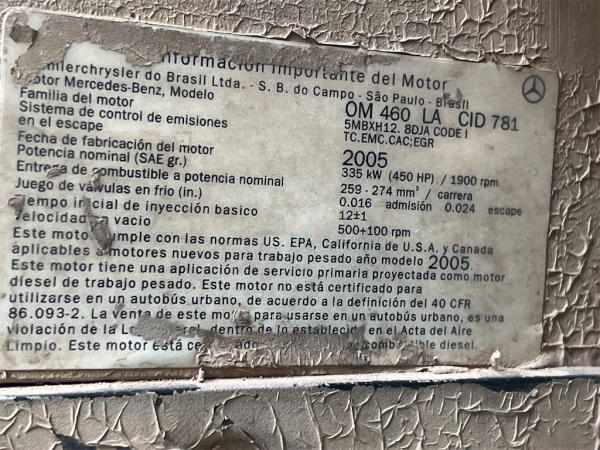 Información Importante del Motor
Daimlerchrysler do Brasil Ltda. - S. B. do Campo - São Paulo - Brasil
Motor Mercedes-Benz, Modelo OM 460 LA CID 781
Familia del motor 5MBXH12. 8DJA CODE I
Sistema de control de emisiones TC.EMC.CAC;EGR
en el escape
Fecha de fabricación del motor 2005
Potencia nominal (SAE gr.) 335 kW (450 HP) / 1900 rpm
Entrega de combustible a potencia nominal 259 - 274 mm³ / carrera
Juego de válvulas en frio (in.) 0.016 admisión 0.024 escape
Tiempo inicial de inyección basico 12±1
Velocidad en vacio 500+100 rpm
Este motor cumple con las normas US. EPA, California de U.S.A. y Canada
aplicables a motores nuevos para trabajo pesado año modelo 2005.
Este motor tiene una aplicación de servicio primaria proyectada como motor
diesel de trabajo pesado. Este motor no está certificado para
utilizarse en un autobús urbano, de acuerdo a la definición del 40 CFR
86.093-2. La venta de este motor para usarse en un autobús urbano, es una
violación de la Ley Federal, dentro de lo establecido en el Acta del Aire
Limpio. Este motor está combustible diesel.